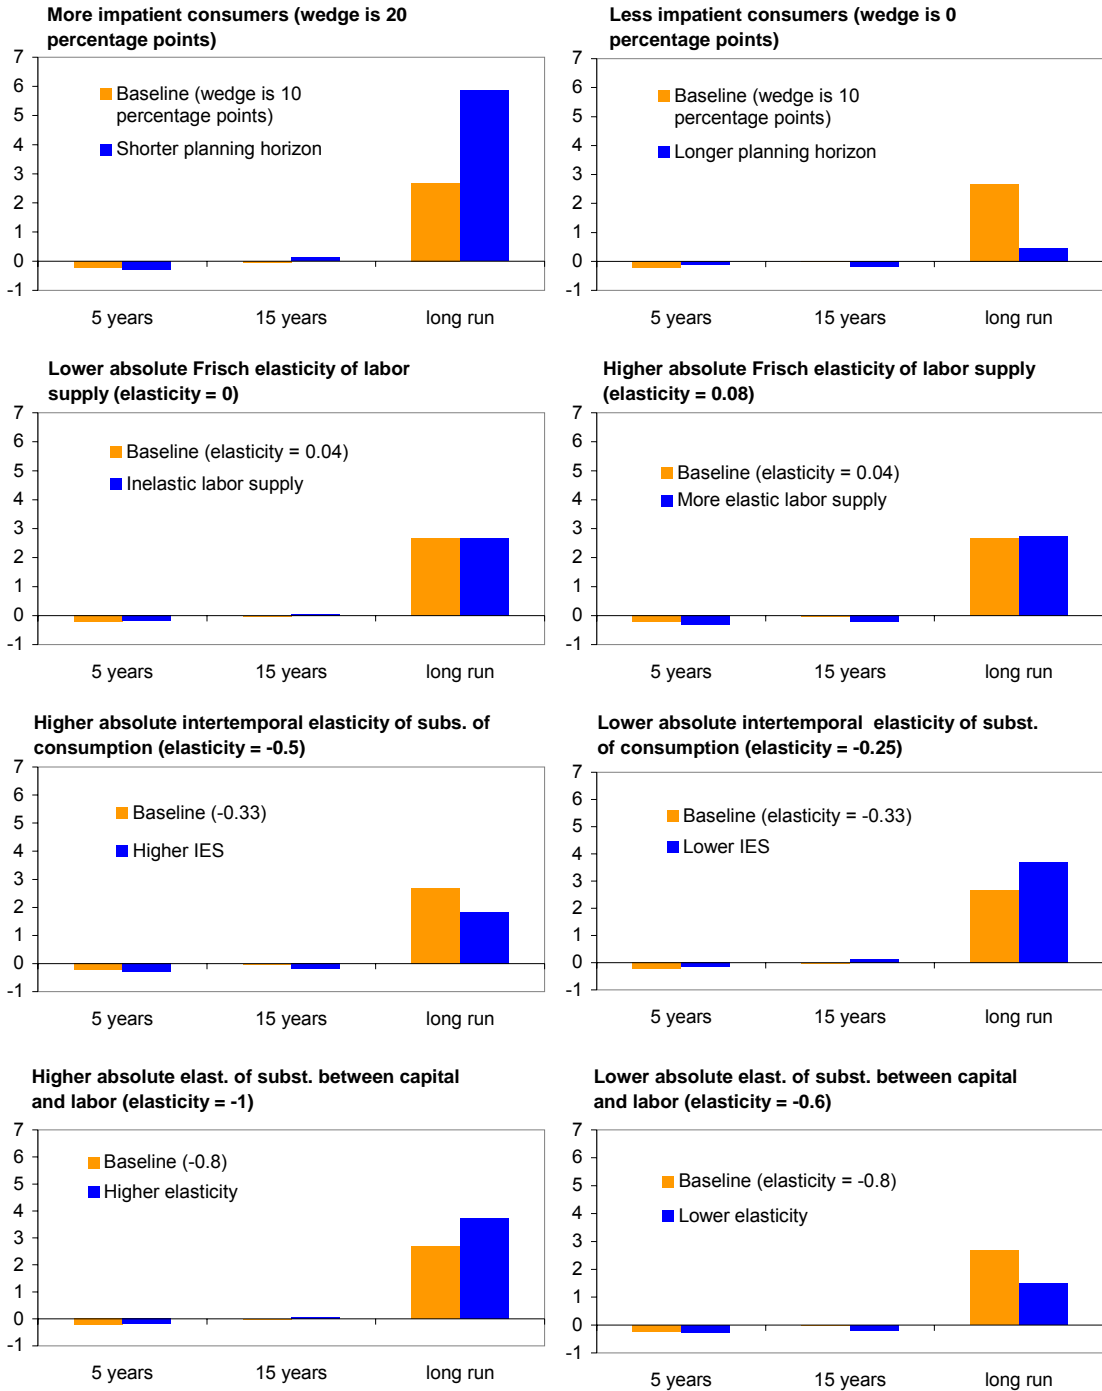 More impatient consumers (wedge is 20
percentage points)
7
6
5
4
3
2
1
0
-1
Baseline (wedge is 10
percentage points)
Shorter planning horizon
5 years
15 years
long run
Less impatient consumers (wedge is 0
percentage points)
7
6
5
4
3
2
1
0
-1
Baseline (wedge is 10
percentage points)
Longer planning horizon
5 years
15 years
long run
Lower absolute Frisch elasticity of labor
supply (elasticity = 0)
7
6
5
4
3
2
1
0
-1
Baseline (elasticity = 0.04)
Inelastic labor supply
5 years
15 years
long run
Higher absolute Frisch elasticity of labor supply
(elasticity = 0.08)
7
6
5
4
3
2
1
0
-1
Baseline (elasticity = 0.04)
More elastic labor supply
5 years
15 years
long run
Higher absolute intertemporal elasticity of subs. of
consumption (elasticity = -0.5)
7
6
5
4
3
2
1
0
-1
Baseline (-0.33)
Higher IES
5 years
15 years
long run
Lower absolute intertemporal elasticity of subst.
of consumption (elasticity = -0.25)
7
6
5
4
3
2
1
0
-1
Baseline (elasticity = -0.33)
Lower IES
5 years
15 years
long run
Higher absolute elast. of subst. between capital
and labor (elasticity = -1)
7
6
5
4
3
2
1
0
-1
Baseline (-0.8)
Higher elasticity
5 years
15 years
long run
Lower absolute elast. of subst. between capital
and labor (elasticity = -0.6)
7
6
5
4
3
2
1
0
-1
Baseline (elasticity = -0.8)
Lower elasticity
5 years
15 years
long run